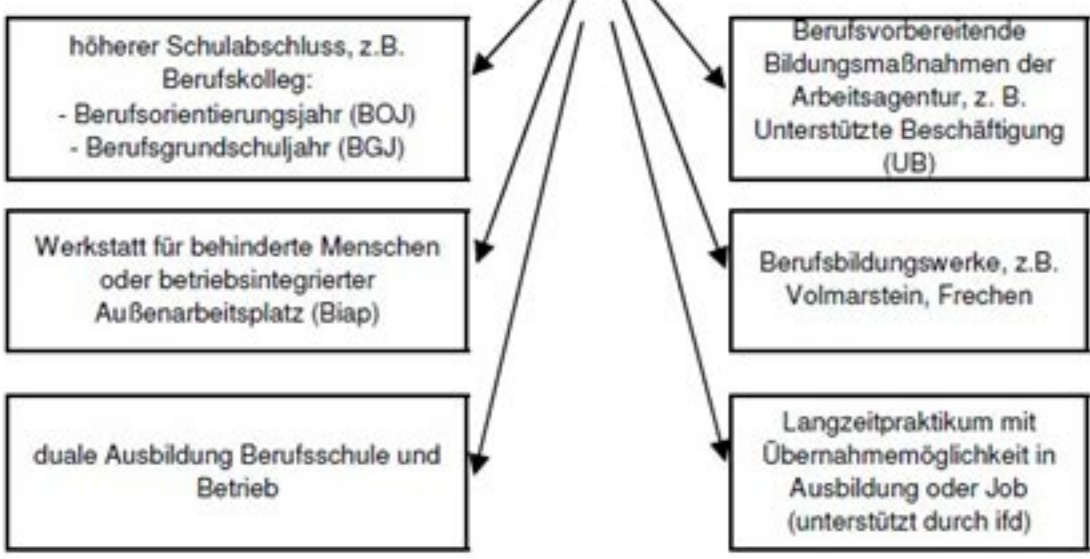 höherer Schulabschluss, z.B.
Berufskolleg:
- Berufsorientierungsjahr (BOJ)
- Berufsgrundschuljahr (BGJ)
Berufsvorbereitende
Bildungsmaßnahmen der
Arbeitsagentur, z. B.
Unterstützte Beschäftigung
(UB)
Werkstatt für behinderte Menschen
oder betriebsintegrierter
Außenarbeitsplatz (Biap)
Berufsbildungswerke, z.B.
Volmarstein, Frechen
duale Ausbildung Berufsschule und
Betrieb
Langzeitpraktikum mit
Übernahmemöglichkeit in
Ausbildung oder Job
(unterstützt durch ifd)